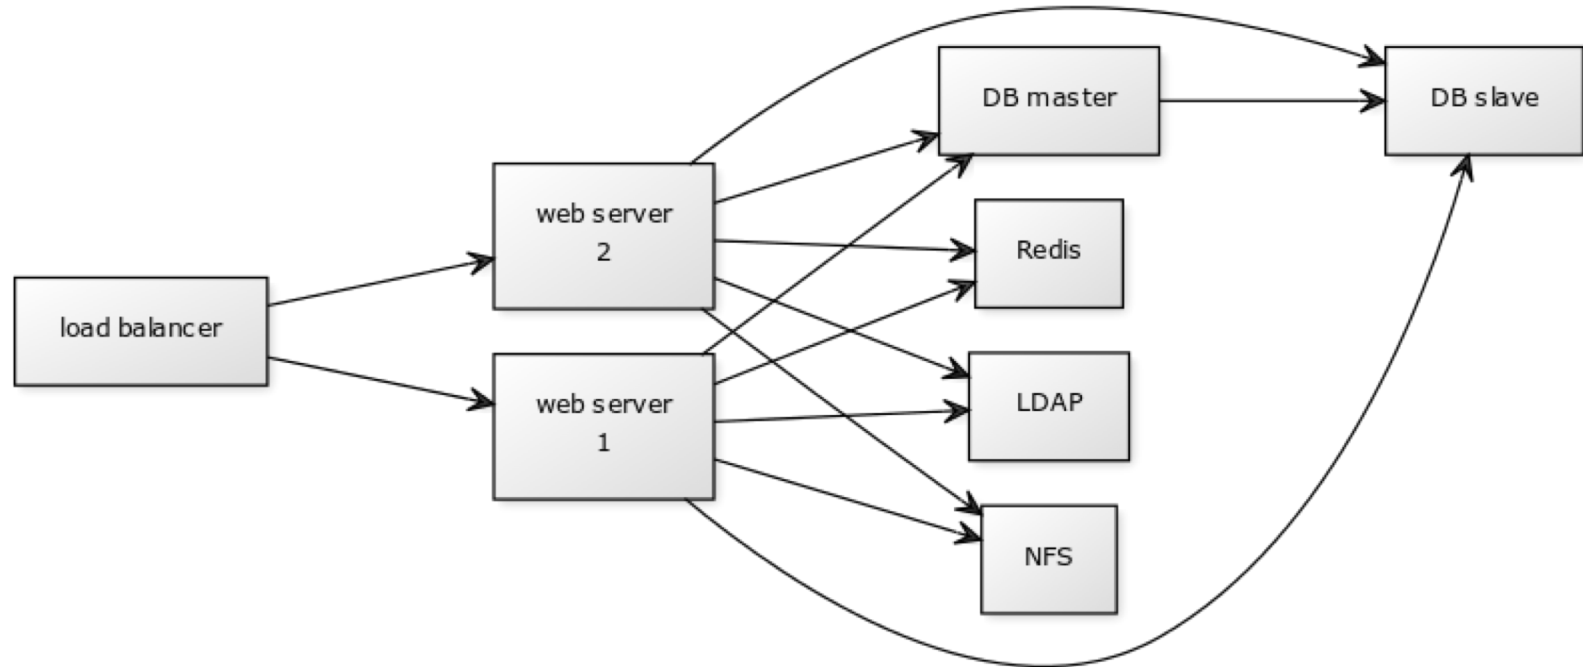 load balancer
web server
2
web server
1
DB master
Redis
LDAP
NFS
DB slave